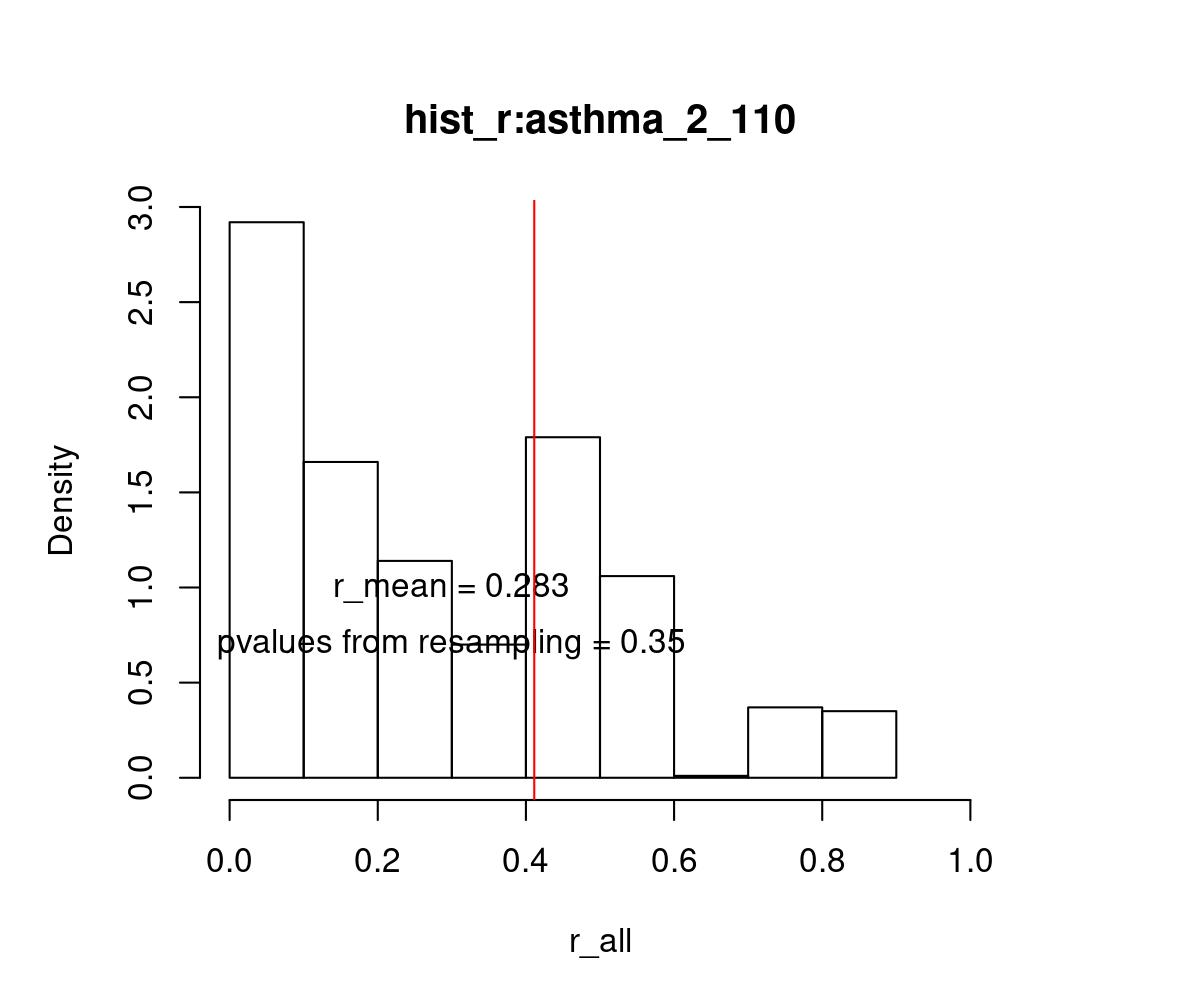 hist_r:asthma_2_110
3.0
2.5
2.0
1.5
1.0
0.5
0.0
Density
r_mean = 0.283
pvalues from resampling = 0.35
0.0 0.2 0.4 0.6 0.8 1.0
r_all